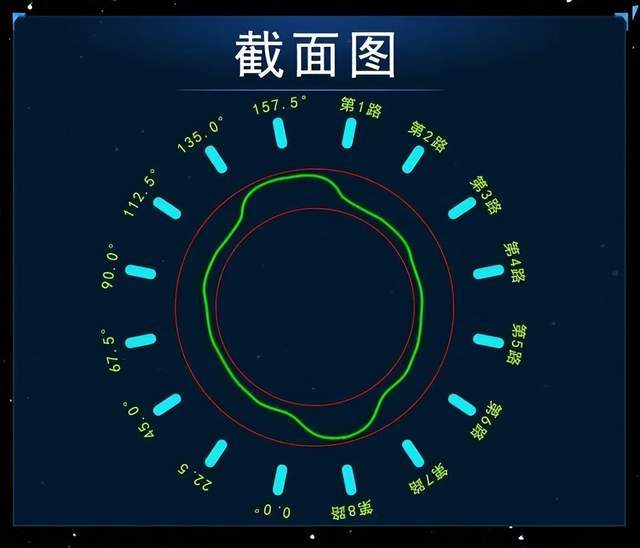 截面图
157.5°
第1路
135.0°
第2路
112.5°
第3路
90.0°
第4路
67.5°
第5路
45.0°
第6路
22.5
第7路
0.0°
第8路